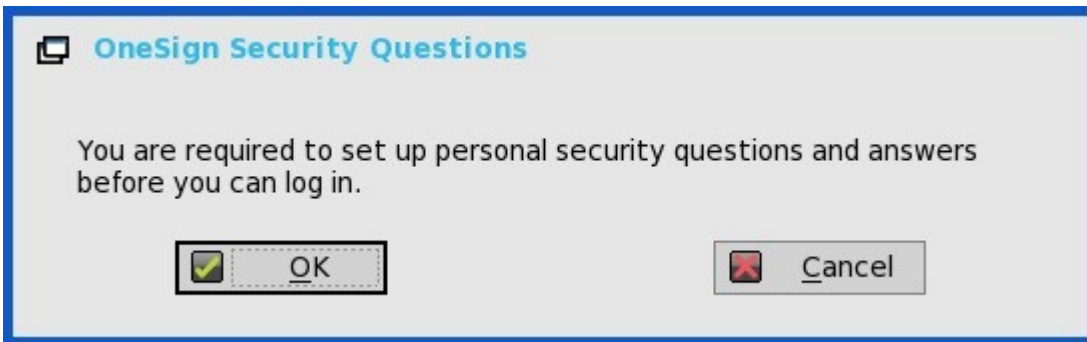 OneSign Security Questions
You are required to set up personal security questions and answers
before you can log in.
OK
Cancel